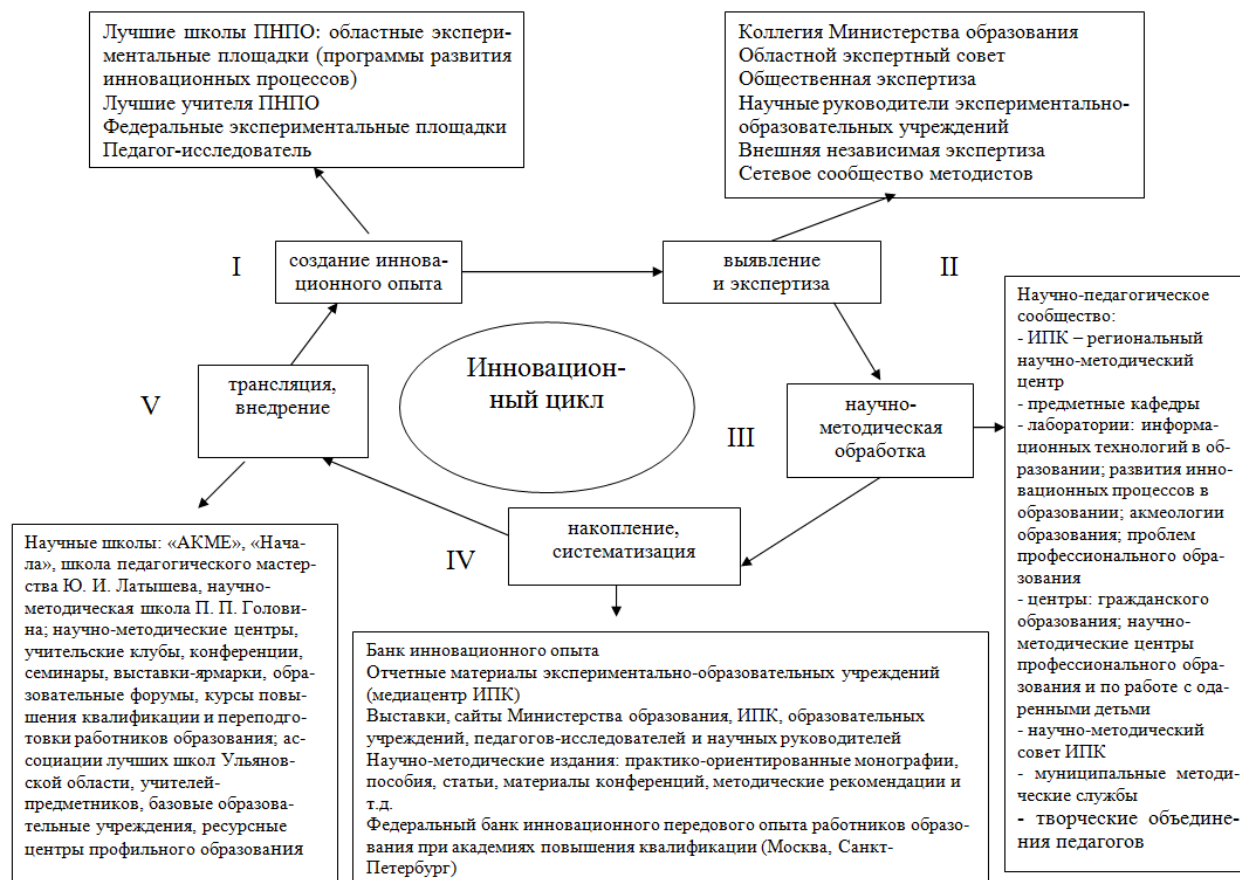 Лучшие школы ПНПО: областные экспери-
ментальные площадки (программы развития
инновационных процессов)
Лучшие учителя ПНПО
Федеральные экспериментальные площадки
Педагог-исследователь
Коллегия Министерства образования
Областной экспертный совет
Общественная экспертиза
Научные руководители экспериментально-
образовательных учреждений
Внешняя независимая экспертиза
Сетевое сообщество методистов
I
создание иннова-
ционного опыта
выявление
и экспертиза
II
Научно-педагогическое
сообщество:
- ИПК – региональный
научно-методический
центр
- предметные кафедры
- лаборатории: информа-
ционных технологий в об-
разовании; развития инно-
вационных процессов в
образовании; акмеологии
образования; проблем
профессионального обра-
зования
- центры: гражданского
образования; научно-
методические центры
профессионального обра-
зования и по работе с ода-
ренными детьми
- научно-методический
совет ИПК
- муниципальные методи-
ческие службы
- творческие объедине-
ния педагогов
Инновацион-
ный цикл
V
трансляция,
внедрение
III
научно-
методическая
обработка
IV
накопление,
систематизация
Научные школы: «АКМЕ», «Нача-
ла», школа педагогического мастер-
ства Ю. И. Латышева, научно-
методическая школа П. П. Голови-
на; научно-методические центры,
учительские клубы, конференции,
семинары, выставки-ярмарки, об-
разовательные форумы, курсы повы-
шения квалификации и переподго-
товки работников образования; ас-
социации лучших школ Ульянов-
ской области, учителей-
предметников, базовые образова-
тельные учреждения, ресурсные
центры профильного образования
Банк инновационного опыта
Отчетные материалы экспериментально-образовательных учреждений
(медиацентр ИПК)
Выставки, сайты Министерства образования, ИПК, образовательных
учреждений, педагогов-исследователей и научных руководителей
Научно-методические издания: практико-ориентированные монографии,
пособия, статьи, материалы конференций, методические рекомендации и
т.д.
Федеральный банк инновационного передового опыта работников образо-
вания при академиях повышения квалификации (Москва, Санкт-
Петербург)